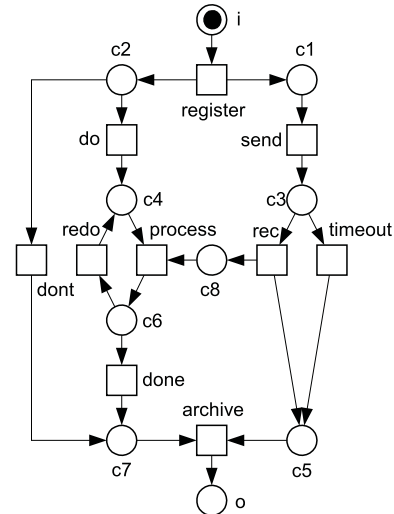 i
c2
c1
register
do
send
c4
c3
redo
process
rec
timeout
dont
c8
c6
done
archive
c7
c5
o